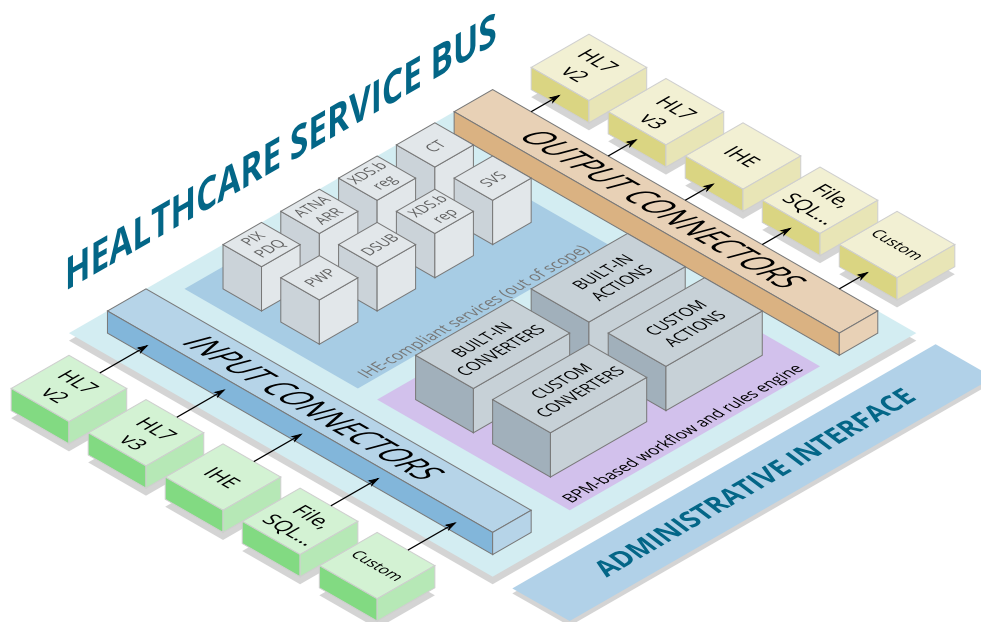 HEALTHCARE SERVICE BUS
HL7
v2
HL7
v3
IHE
File,
SQL...
Custom
OUTPUT CONNECTORS
CT
XDS.b
reg
SVS
ATNA
ARR
XDS.b
rep
PIX
PDQ
DSUB
PWP
IHE-compliant services (out of scope)
BUILT-IN
ACTIONS
CUSTOM
ACTIONS
BUILT-IN
CONVERTERS
CUSTOM
CONVERTERS
BPM-based workflow and rules engine
INPUT CONNECTORS
HL7
v2
HL7
v3
IHE
File,
SQL...
Custom
ADMINISTRATIVE INTERFACE